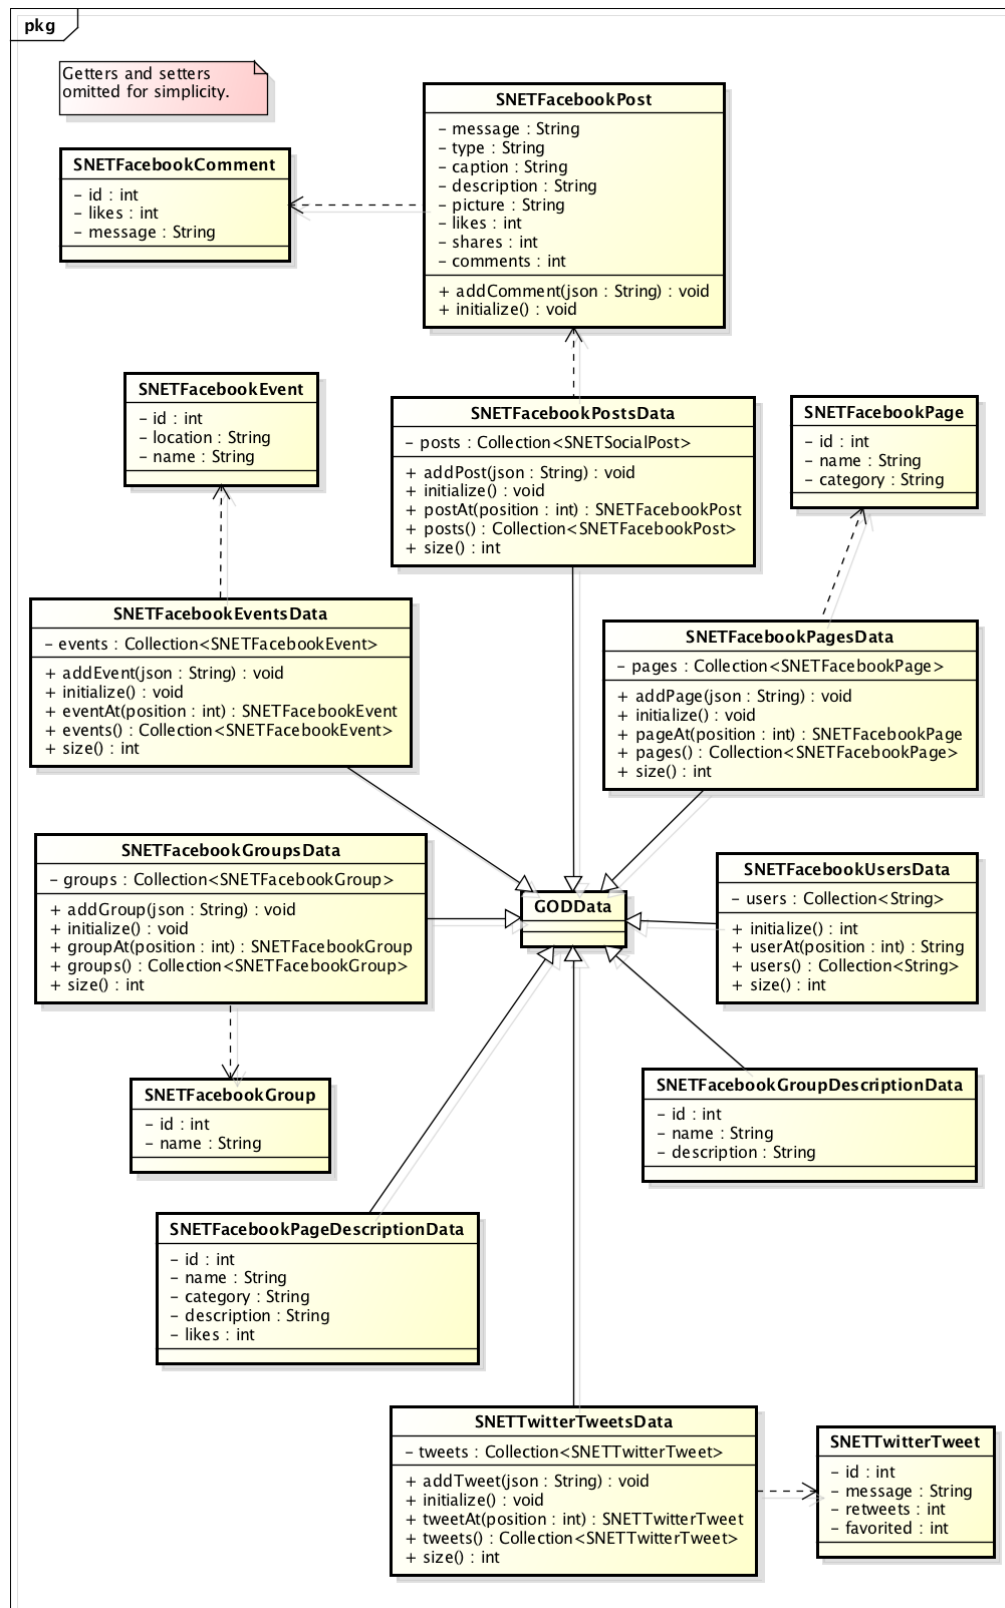 pkg
Getters and setters
omitted for simplicity.
SNETFacebookPost
– message : String
– type : String
– caption : String
– description : String
– picture : String
– likes : int
– shares : int
– comments : int
+ addComment(json : String) : void
+ initialize() : void
SNETFacebookComment
– id : int
– likes : int
– message : String
SNETFacebookEvent
– id : int
– location : String
– name : String
SNETFacebookPostsData
– posts : Collection<SNETSocialPost>
+ addPost(json : String) : void
+ initialize() : void
+ postAt(position : int) : SNETFacebookPost
+ posts() : Collection<SNETFacebookPost>
+ size() : int
SNETFacebookPage
– id : int
– name : String
– category : String
SNETFacebookEventsData
– events : Collection<SNETFacebookEvent>
+ addEvent(json : String) : void
+ initialize() : void
+ eventAt(position : int) : SNETFacebookEvent
+ events() : Collection<SNETFacebookEvent>
+ size() : int
SNETFacebookPagesData
– pages : Collection<SNETFacebookPage>
+ addPage(json : String) : void
+ initialize() : void
+ pageAt(position : int) : SNETFacebookPage
+ pages() : Collection<SNETFacebookPage>
+ size() : int
SNETFacebookGroupsData
– groups : Collection<SNETFacebookGroup>
+ addGroup(json : String) : void
+ initialize() : void
+ groupAt(position : int) : SNETFacebookGroup
+ groups() : Collection<SNETFacebookGroup>
+ size() : int
GODData
SNETFacebookUsersData
– users : Collection<String>
+ initialize() : int
+ userAt(position : int) : String
+ users() : Collection<String>
+ size() : int
SNETFacebookGroup
– id : int
– name : String
SNETFacebookGroupDescriptionData
– id : int
– name : String
– description : String
SNETFacebookPageDescriptionData
– id : int
– name : String
– category : String
– description : String
– likes : int
SNETTwitterTweetsData
– tweets : Collection<SNETTwitterTweet>
+ addTweet(json : String) : void
+ initialize() : void
+ tweetAt(position : int) : SNETTwitterTweet
+ tweets() : Collection<SNETTwitterTweet>
+ size() : int
SNETTwitterTweet
– id : int
– message : String
– retweets : int
– favorited : int